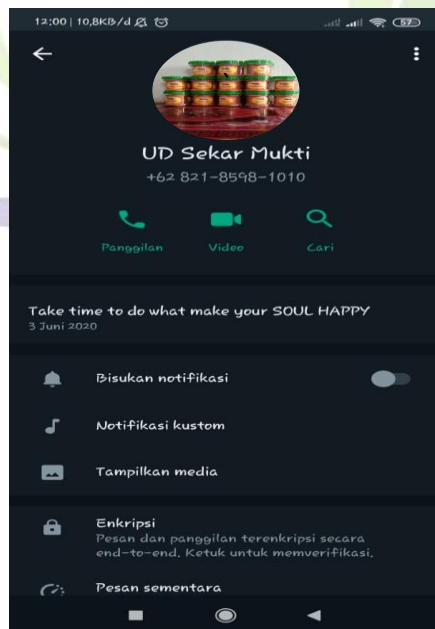 12:00 | 10,8KB/d
57
UD Sekar Mukti
+62 821-8598-1010
Panggilan Video Cari
Take time to do what make your SOUL HAPPY
3 Juni 2020
Bisukan notifikasi
Notifikasi kustom
Tampilkan media
Enkripsi
Pesan dan panggilan terenkripsi secara
end-to-end. Ketuk untuk memverifikasi.
Pesan sementara